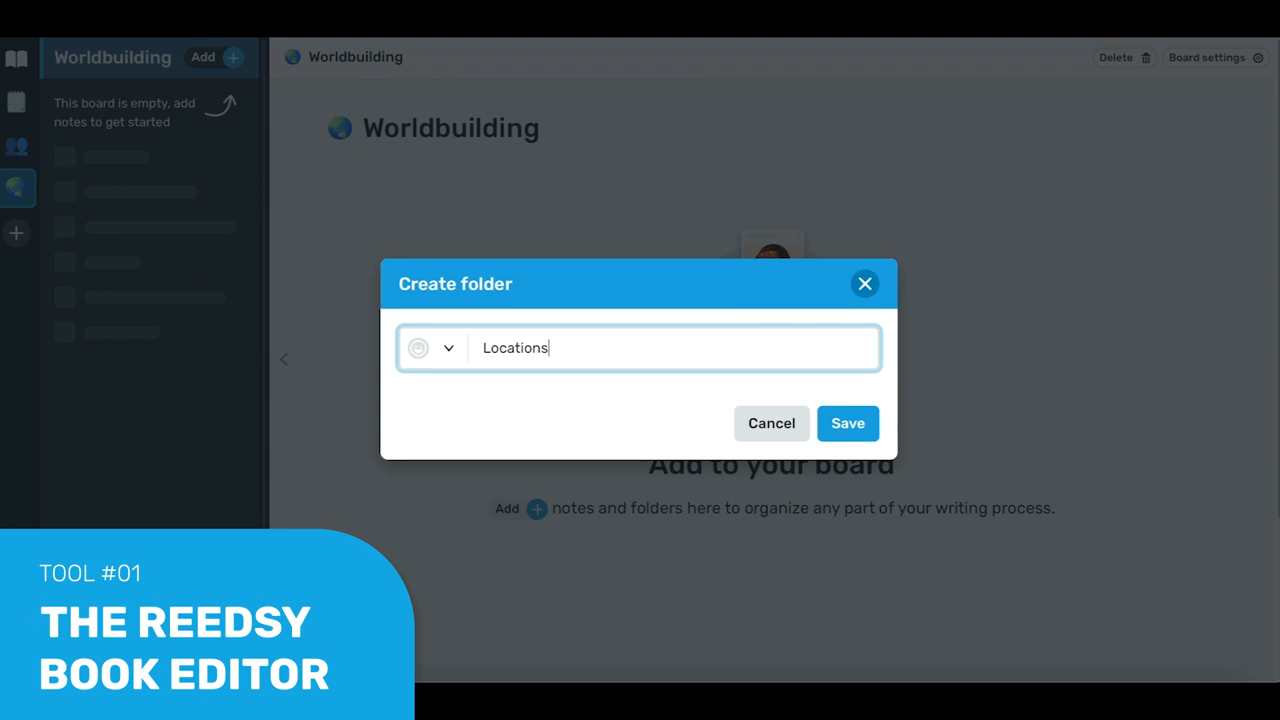 Worldbuilding Add
This board is empty, add
notes to get started
Worldbuilding
Delete
Board settings
Worldbuilding
Create folder
Locations
Cancel
Save
Add to your board
Add notes and folders here to organize any part of your writing process.
TOOL #01
THE REEDSY
BOOK EDITOR